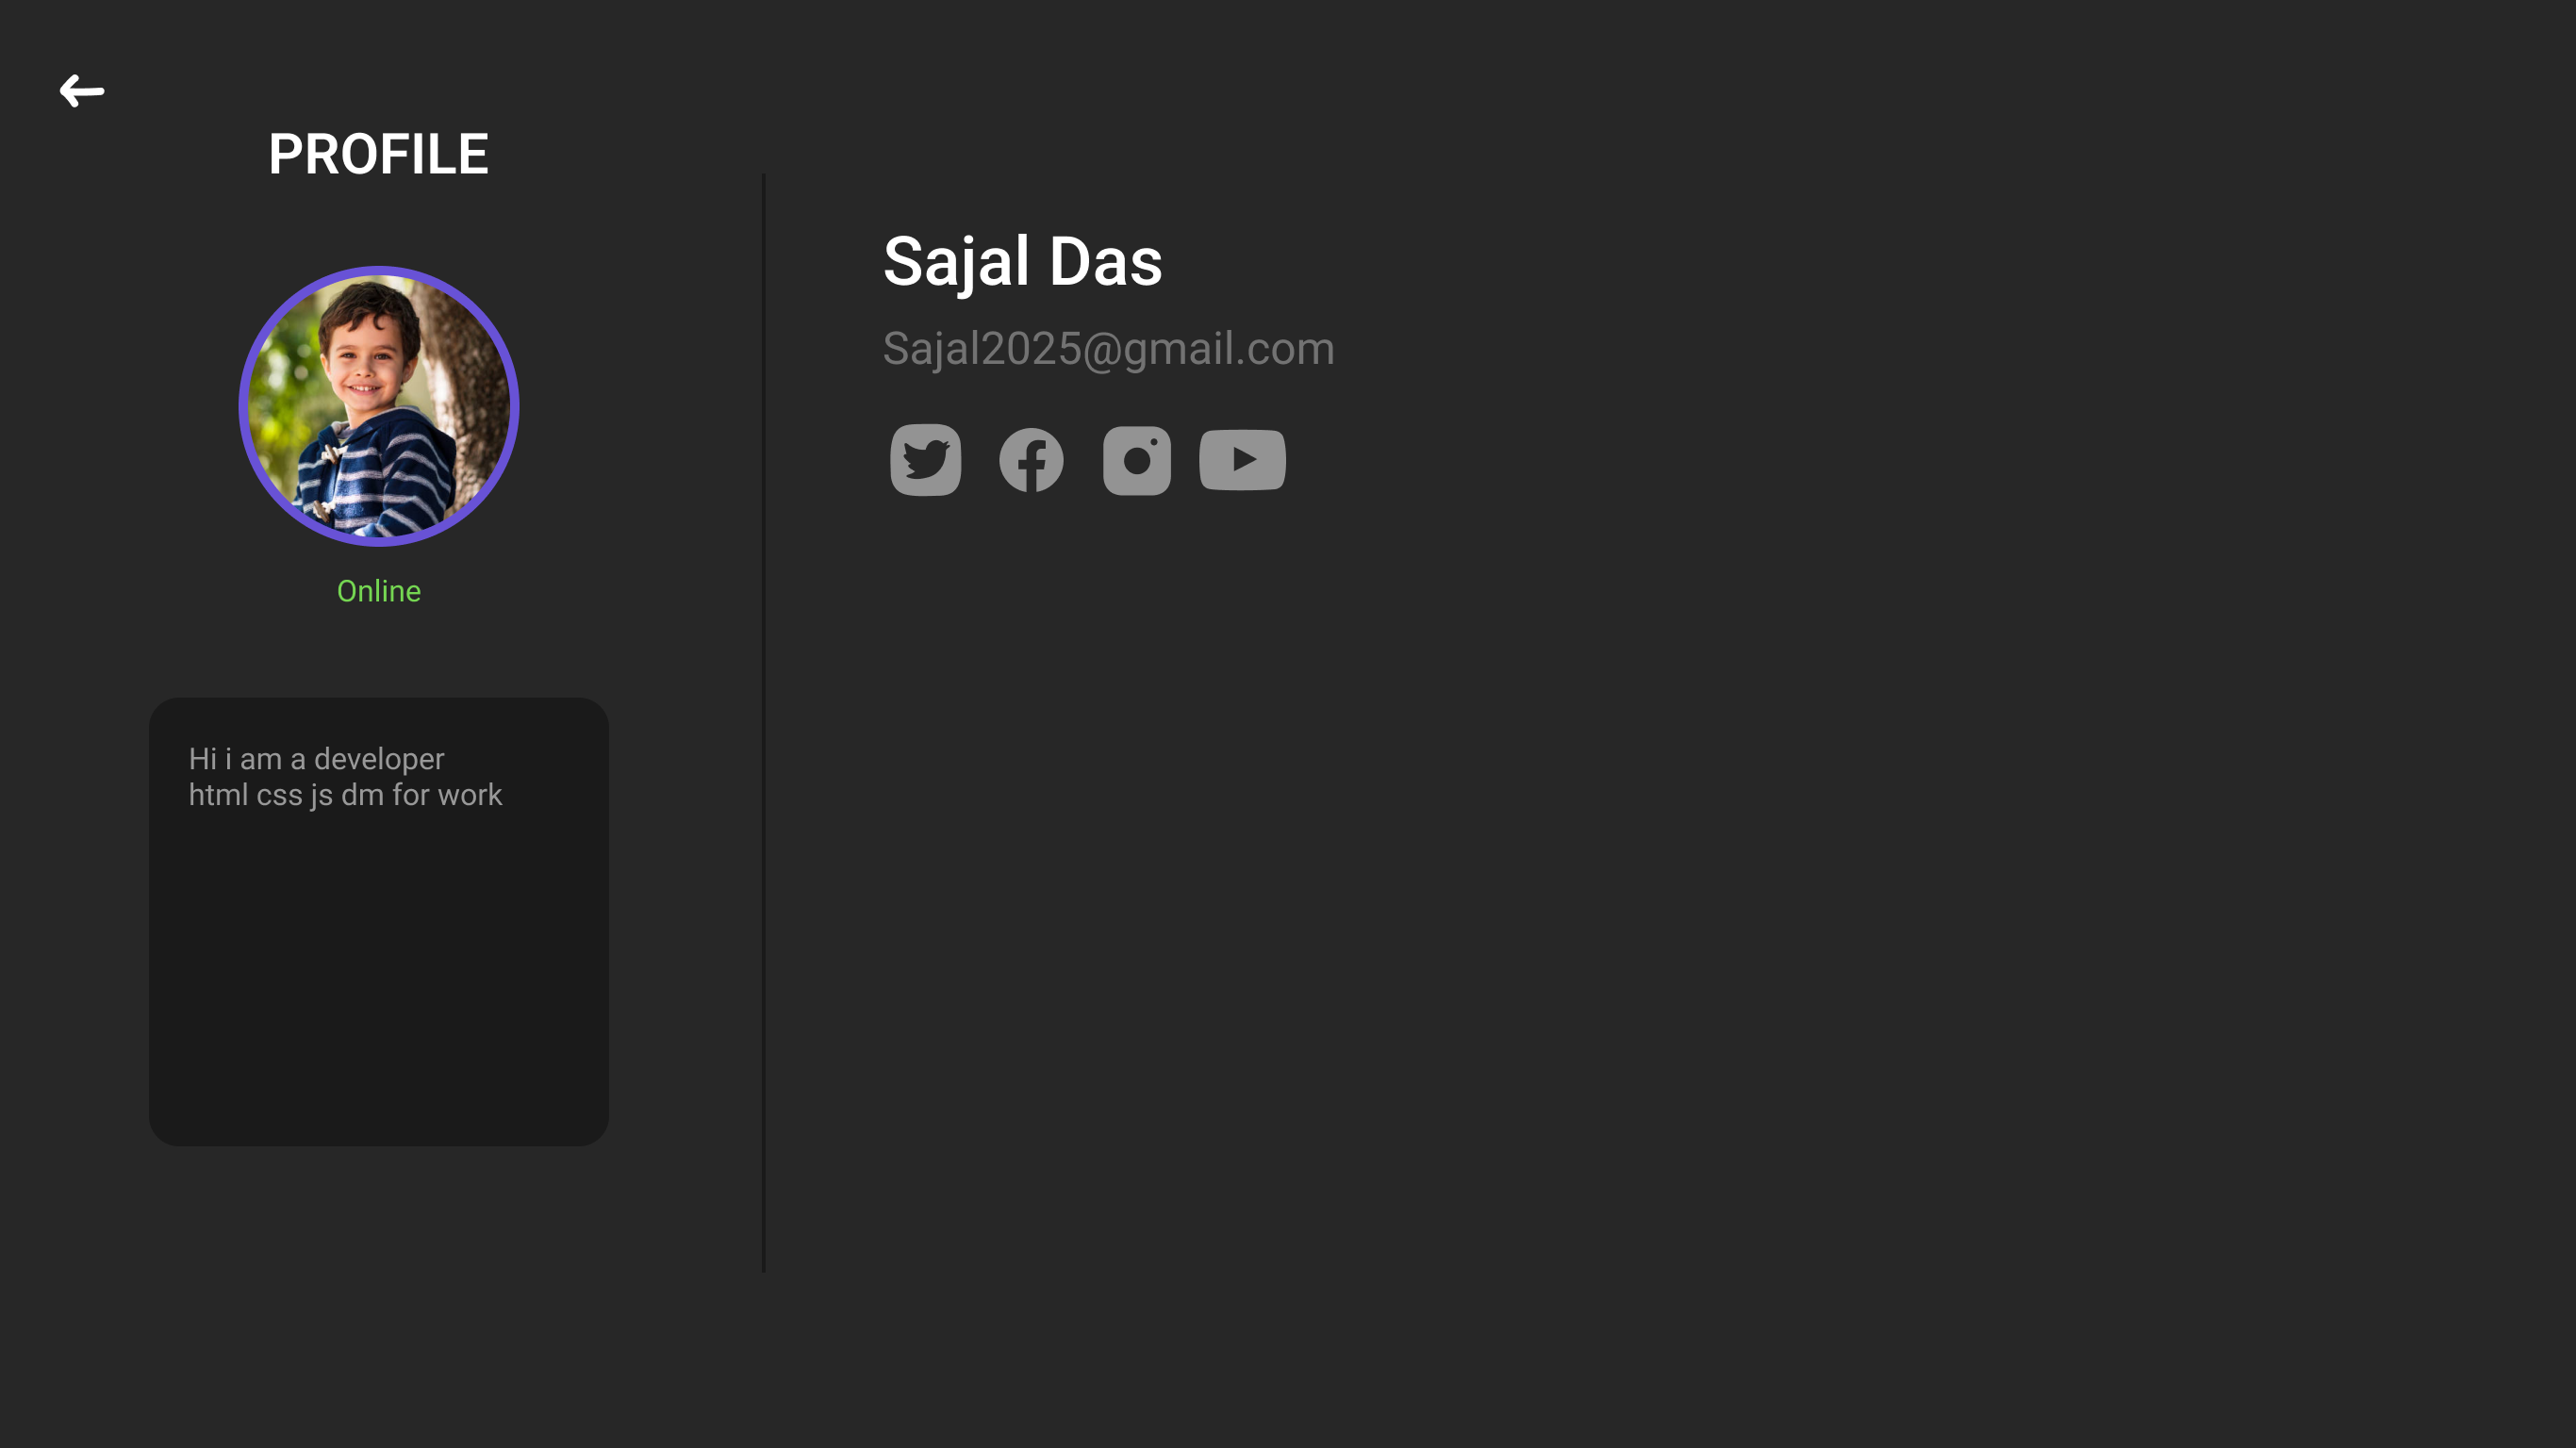 PROFILE
Online
Hi i am a developer
html css js dm for work
Sajal Das
Sajal2025@gmail.com